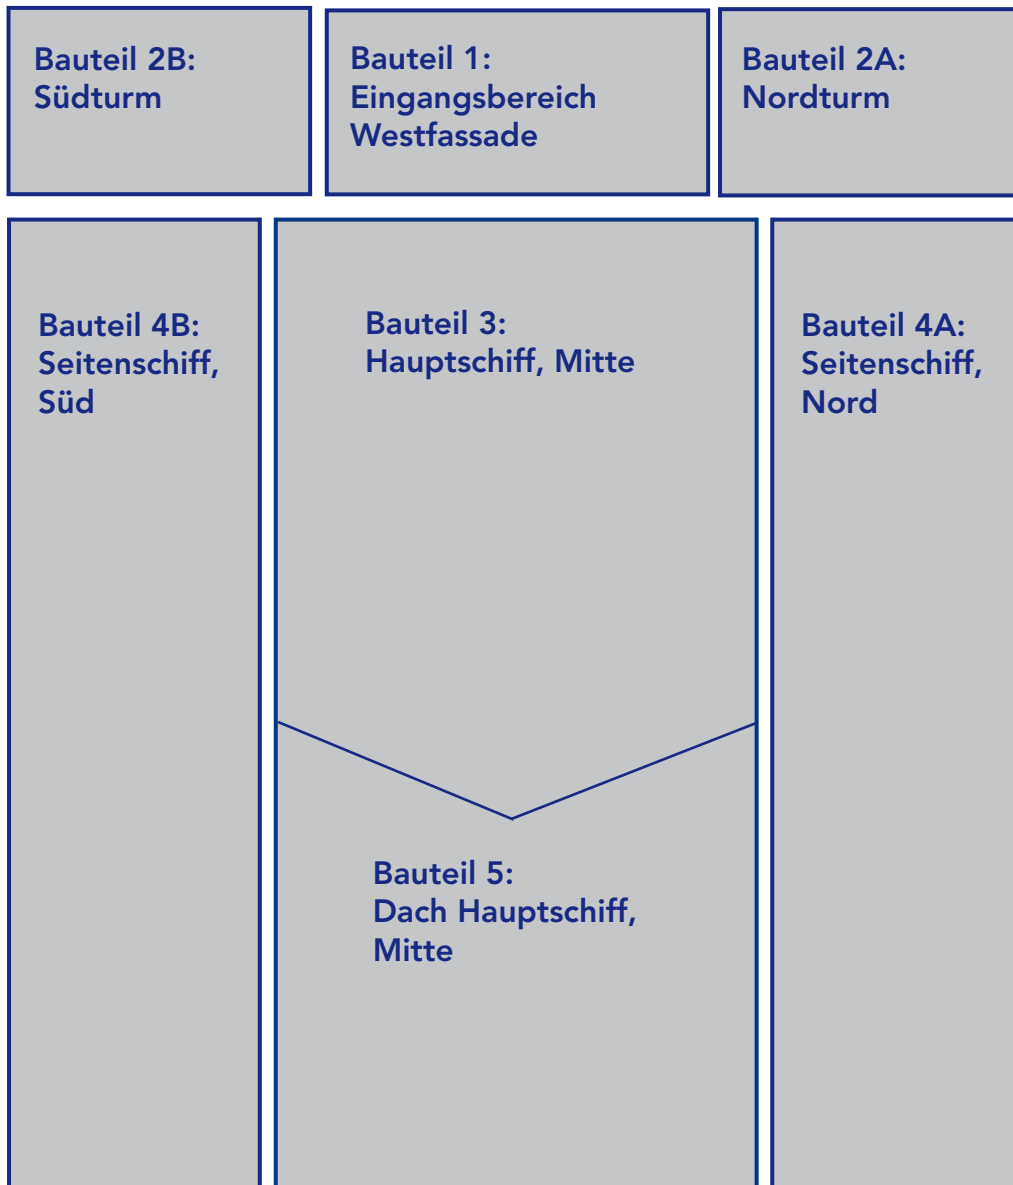 Bauteil 2B:
Südturm
Bauteil 1:
Eingangsbereich
Westfassade
Bauteil 2A:
Nordturm
Bauteil 4B:
Seitenschiff,
Süd
Bauteil 3:
Hauptschiff, Mitte
Bauteil 4A:
Seitenschiff,
Nord
Bauteil 5:
Dach Hauptschiff,
Mitte